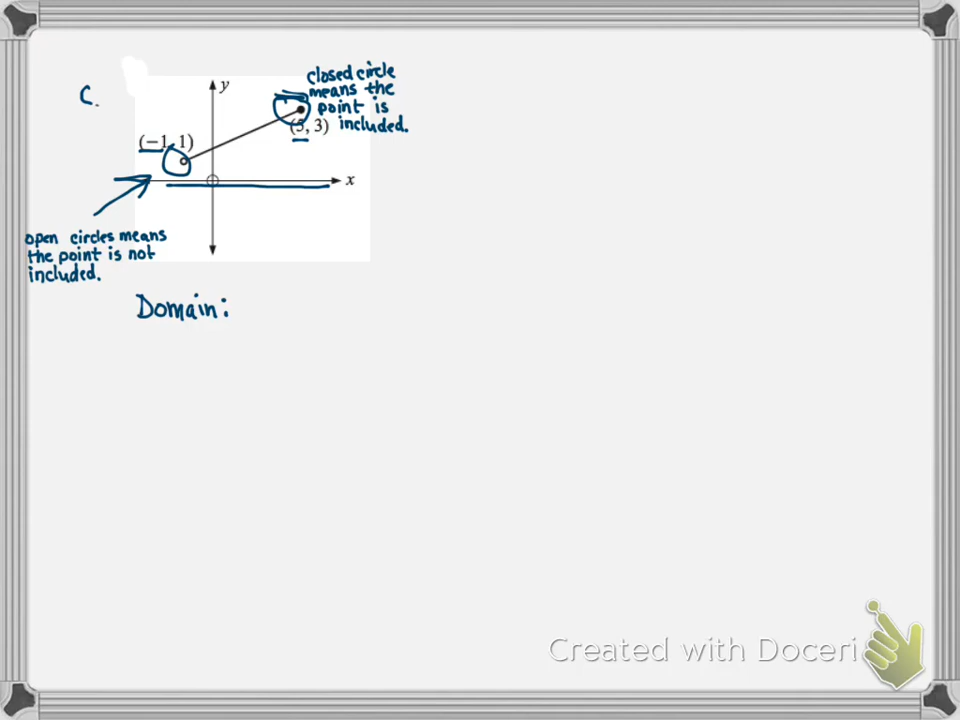 C.
y
closed circle
means the
point is
included.
(5, 3)
(−1, 1)
x
open circles means
the point is not
included.
Domain:
Created with Doceri